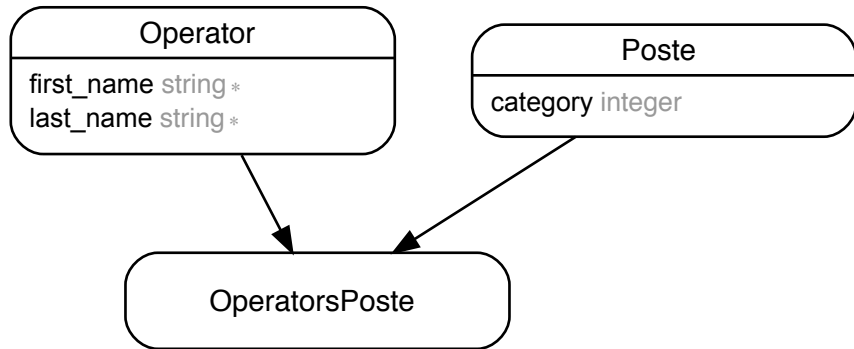 Operator
first_name string *
last_name string *
Poste
category integer
OperatorsPoste